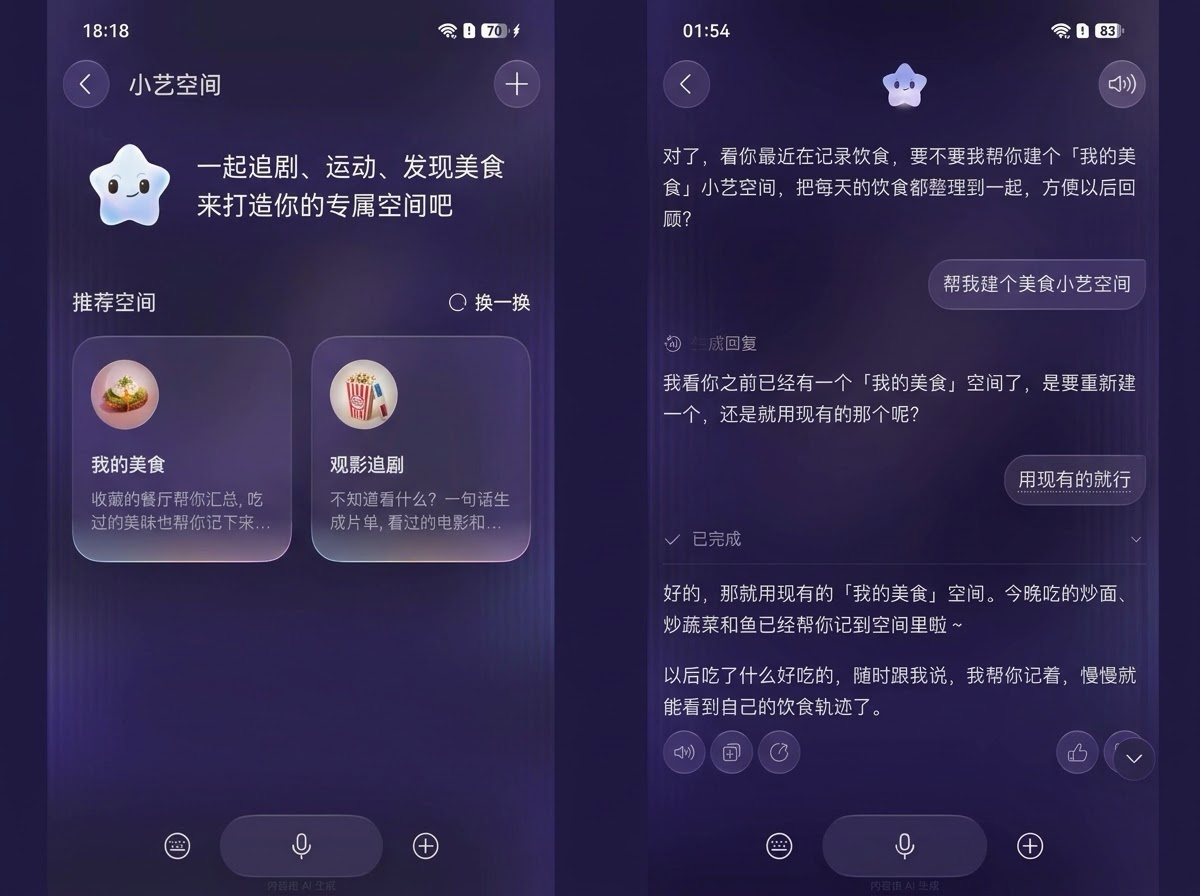 18:18
70
小艺空间
一起追剧、运动、发现美食
来打造你的专属空间吧
推荐空间
换一换
我的美食
收藏的餐厅帮你汇总, 吃
过的美味也帮你记下来...
观影追剧
不知道看什么？一句话生
成片单, 看过的电影和...
内容由 AI 生成
01:54
83
对了，看你最近在记录饮食，要不要我帮你建个「我的美
食」小艺空间，把每天的饮食都整理到一起，方便以后回
顾？
帮我建个美食小艺空间
生成回复
我看你之前已经有一个「我的美食」空间了，是要重新建
一个，还是就用现有的那个呢？
用现有的就行
已完成
好的，那就用现有的「我的美食」空间。今晚吃的炒面、
炒蔬菜和鱼已经帮你记到空间里啦 ~
以后吃了什么好吃的，随时跟我说，我帮你记着，慢慢就
能看到自己的饮食轨迹了。
内容由 AI 生成